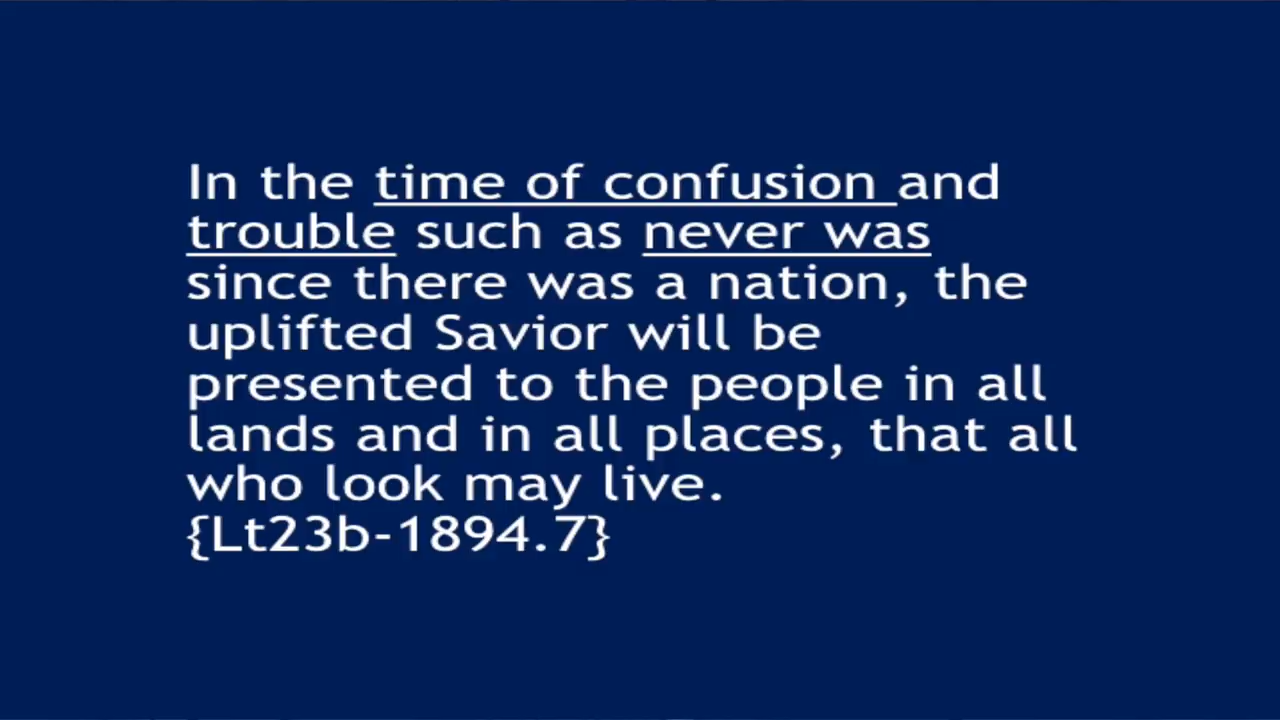 In the time of confusion and
trouble such as never was
since there was a nation, the
uplifted Savior will be
presented to the people in all
lands and in all places, that all
who look may live.
{Lt23b-1894.7}